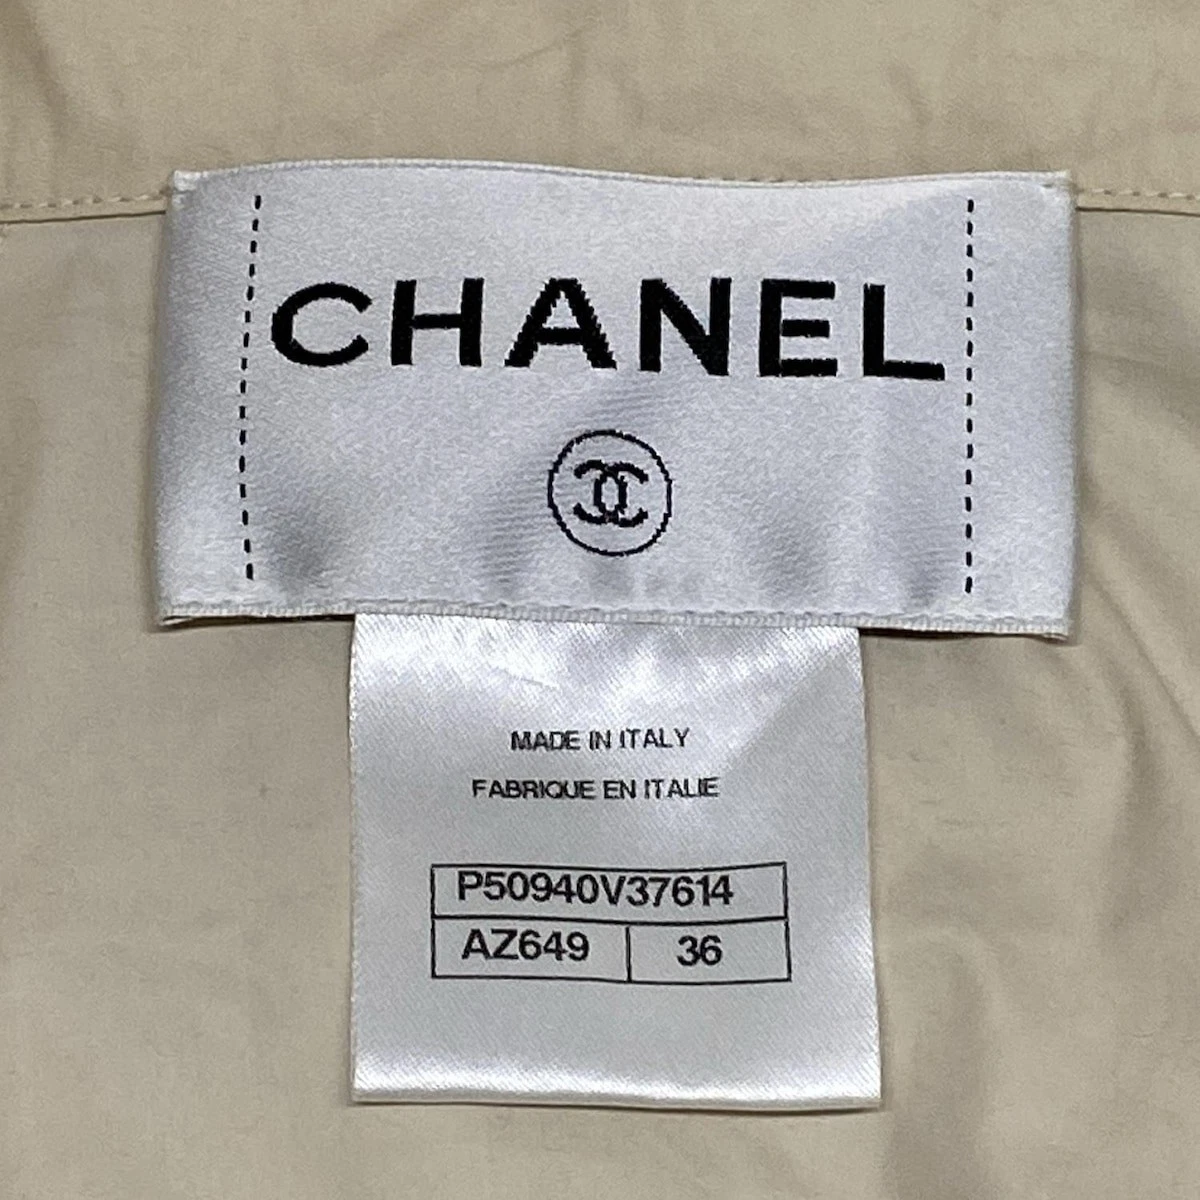 CHANEL
MADE IN ITALY
FABRIQUE EN ITALIE
P50940V37614
AZ649 36